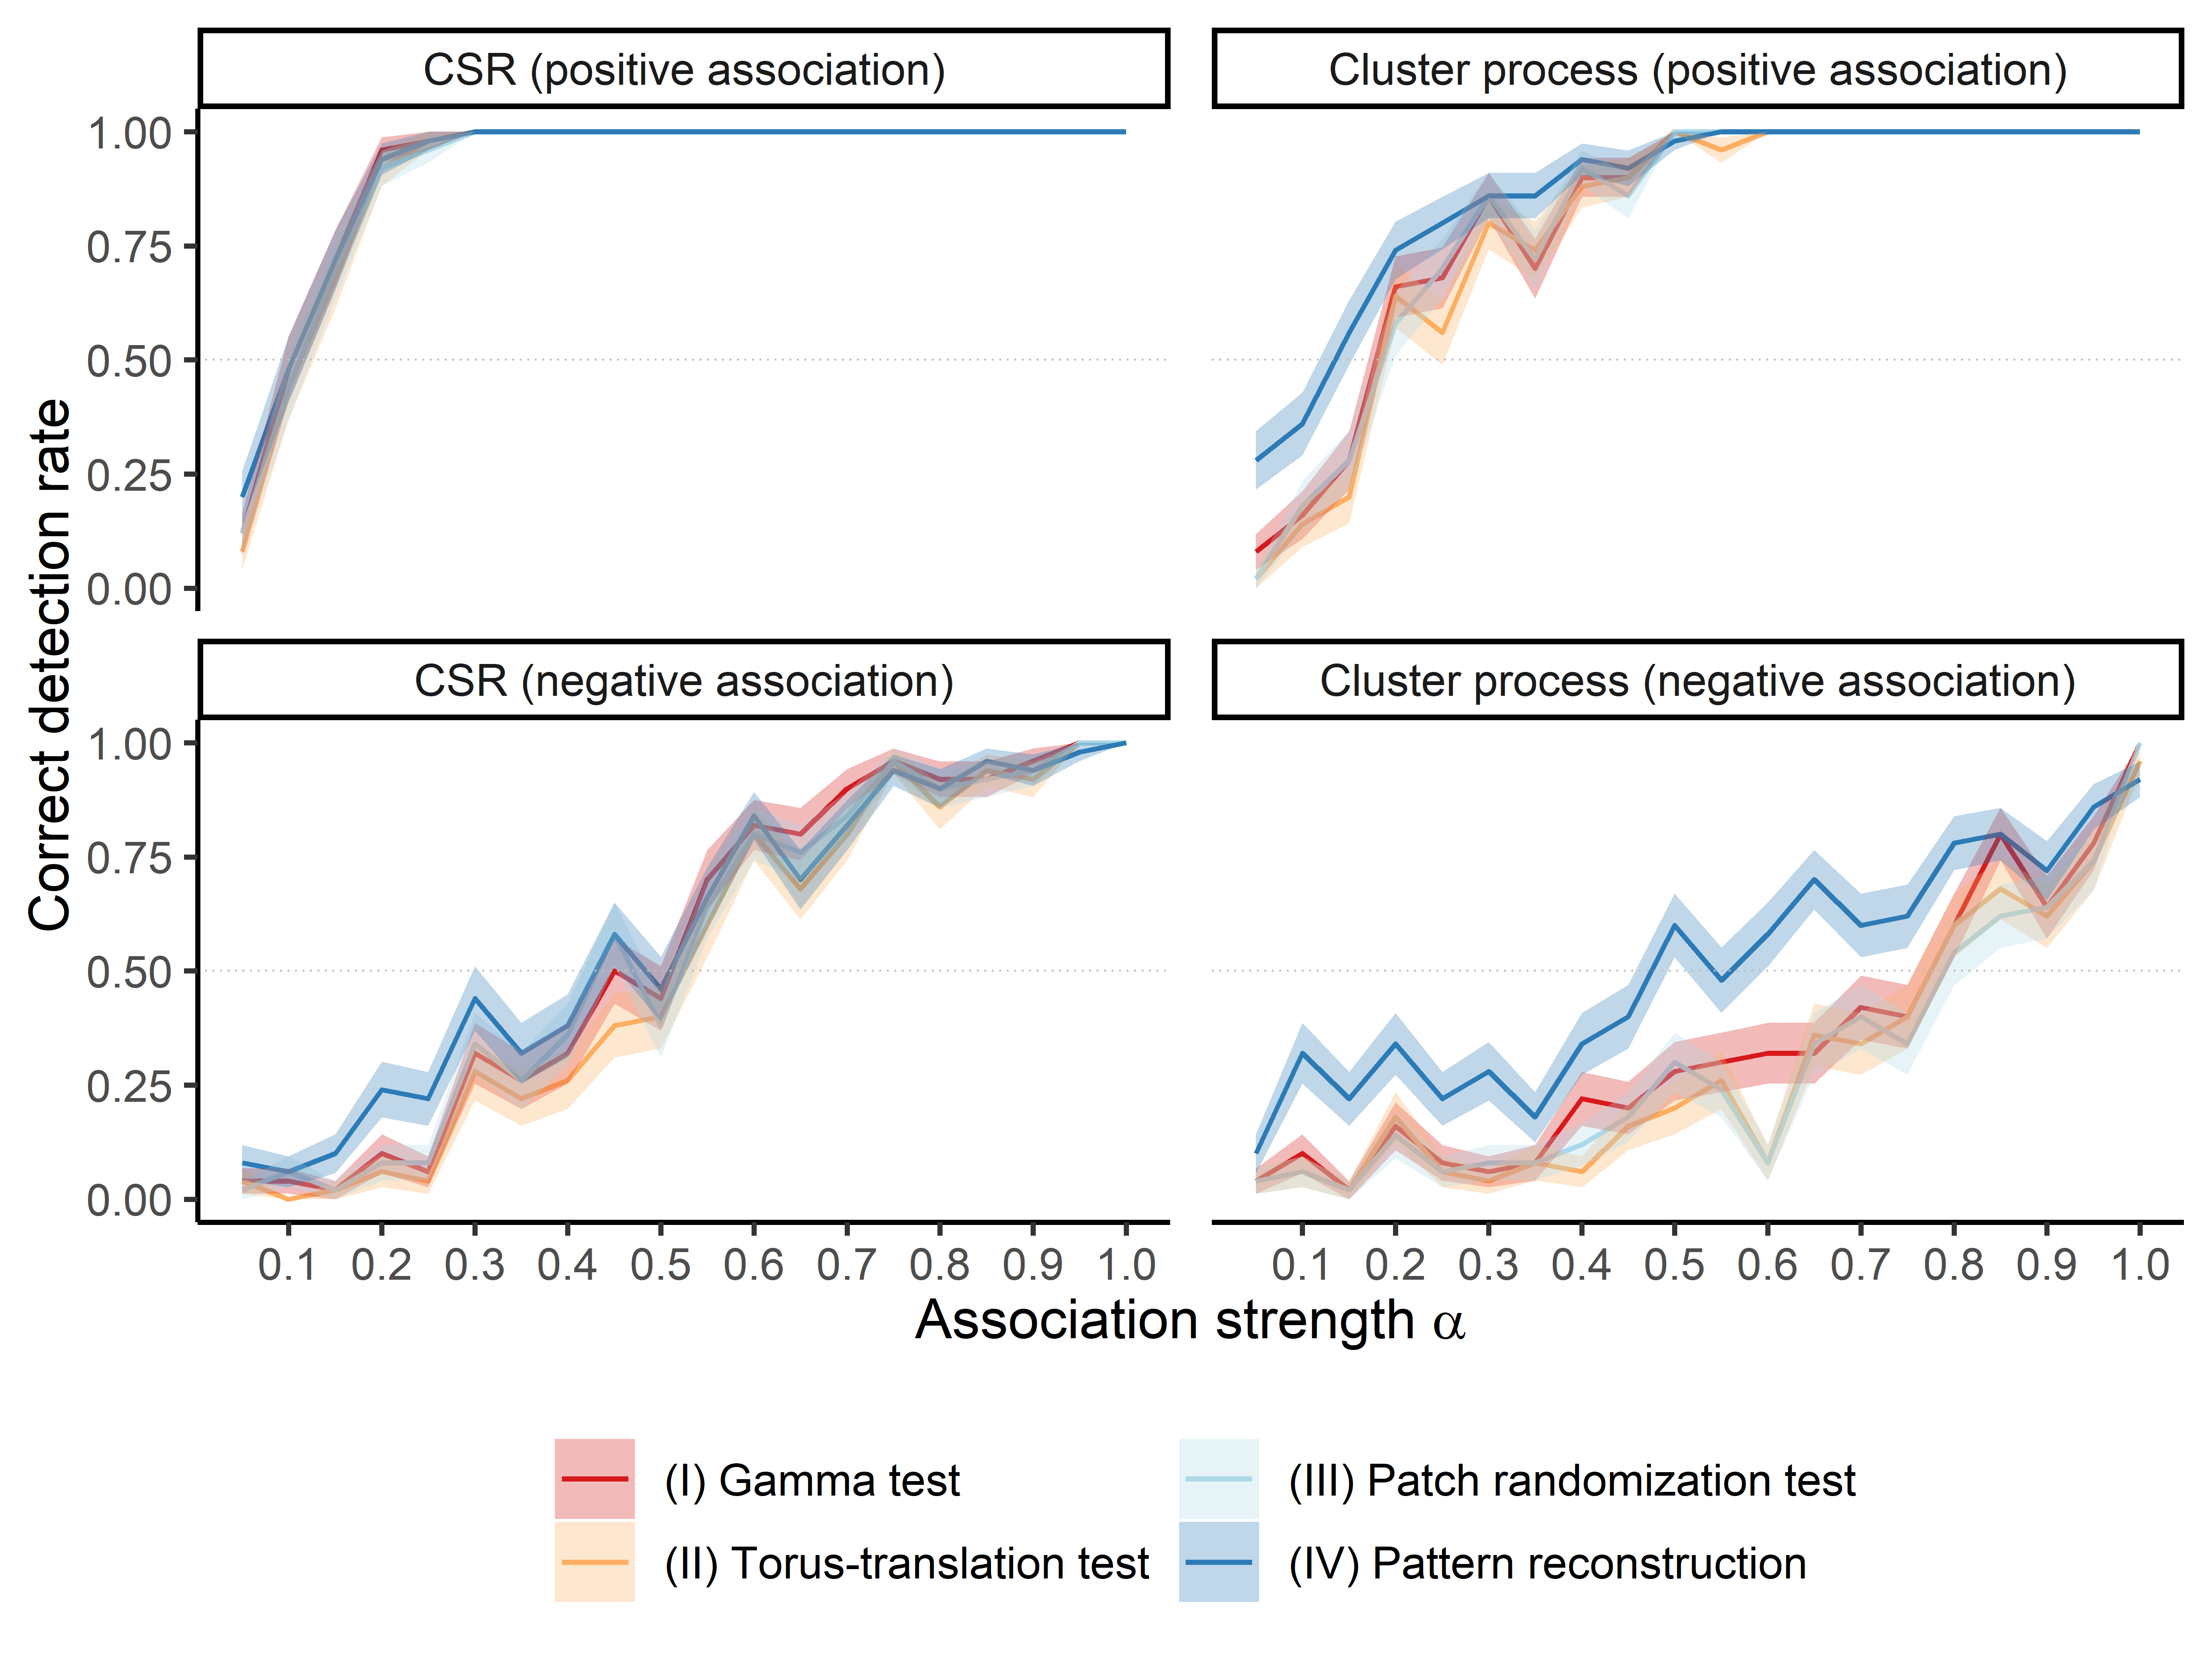 CSR (positive association)
Cluster process (positive association)
1.00
0.75
0.50
0.25
0.00
Correct detection rate
CSR (negative association)
Cluster process (negative association)
1.00
0.75
0.50
0.25
0.00
0.1 0.2 0.3 0.4 0.5 0.6 0.7 0.8 0.9 1.0
0.1 0.2 0.3 0.4 0.5 0.6 0.7 0.8 0.9 1.0
Association strength α
(I) Gamma test
(II) Torus-translation test
(III) Patch randomization test
(IV) Pattern reconstruction